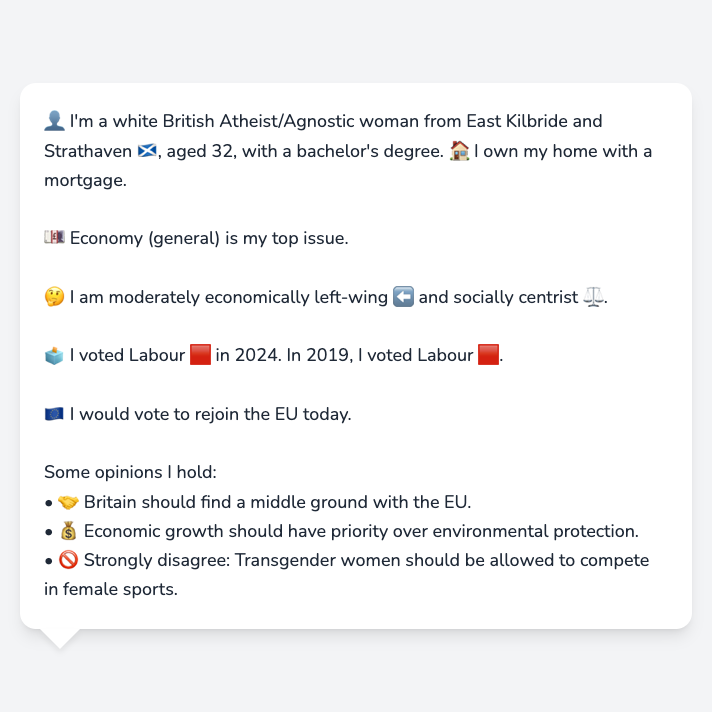 👤 I'm a white British Atheist/Agnostic woman from East Kilbride and
Strathaven 🏴󠁧󠁢󠁳󠁣󠁴󠁿, aged 32, with a bachelor's degree. 🏠 I own my home with a
mortgage.
💷 Economy (general) is my top issue.
🤔 I am moderately economically left-wing ⬅️ and socially centrist ⚖️.
🗳️ I voted Labour 🟥 in 2024. In 2019, I voted Labour 🟥.
🇪🇺 I would vote to rejoin the EU today.
Some opinions I hold:
• 🤝 Britain should find a middle ground with the EU.
• 💰 Economic growth should have priority over environmental protection.
• 🚫 Strongly disagree: Transgender women should be allowed to compete
in female sports.